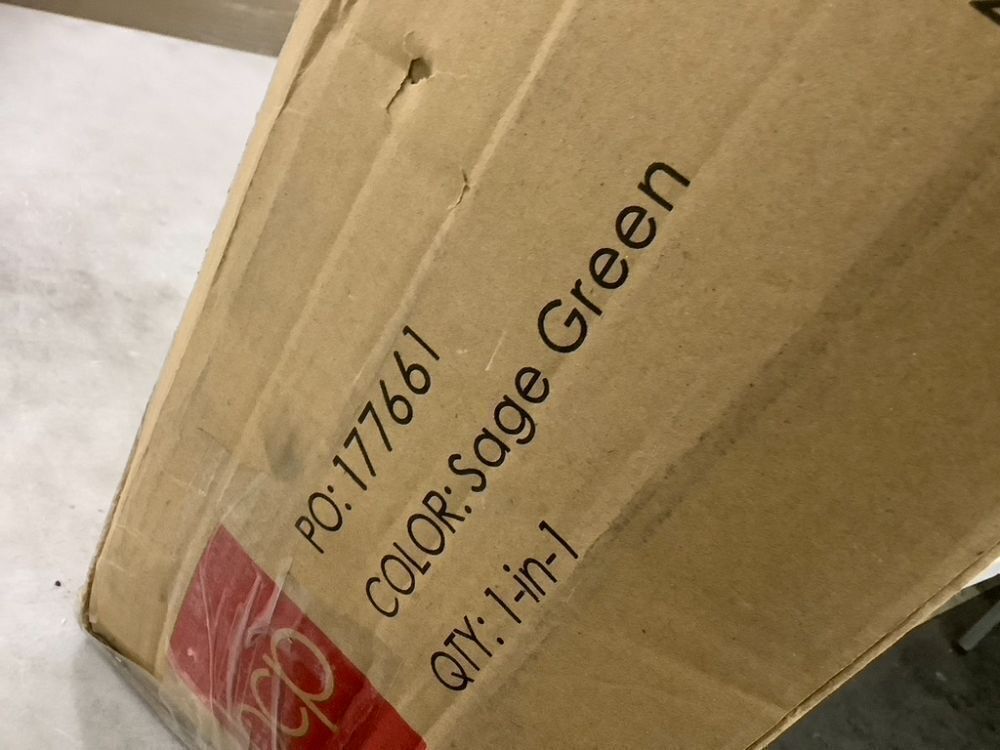 PO: 177661
COLOR: Sage Green
QTY: 1-in-1